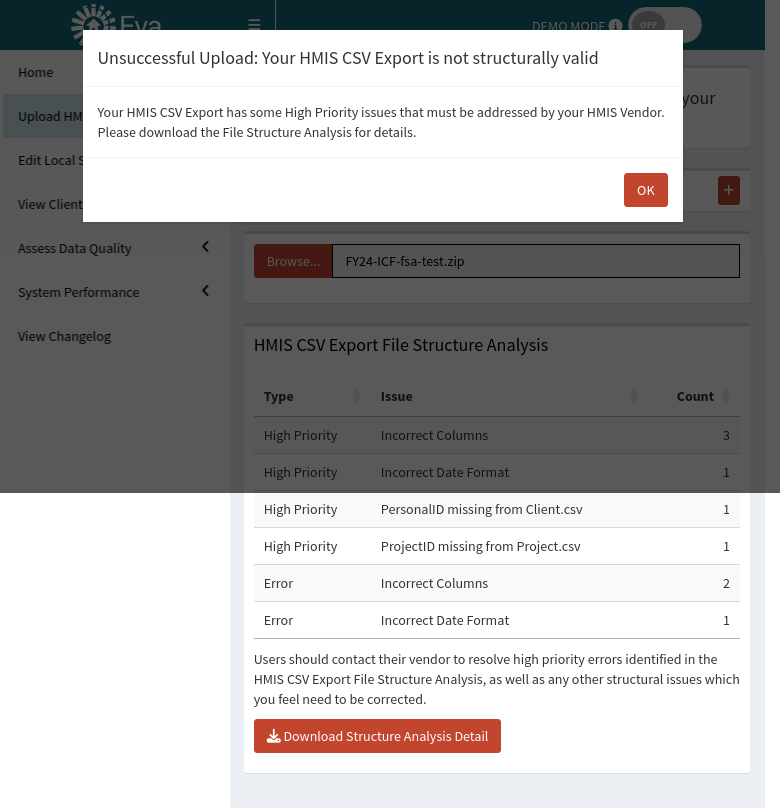 Eva
DEMO MODE
OFF
Unsuccessful Upload: Your HMIS CSV Export is not structurally valid
Your HMIS CSV Export has some High Priority issues that must be addressed by your HMIS Vendor.
Please download the File Structure Analysis for details.
OK
Home
Upload HM
Edit Local S
View Client
Assess Data Quality
System Performance
View Changelog
your
+
Browse...
FY24-ICF-fsa-test.zip
HMIS CSV Export File Structure Analysis
Type Issue Count
High Priority Incorrect Columns 3
High Priority Incorrect Date Format 1
High Priority PersonalID missing from Client.csv 1
High Priority ProjectID missing from Project.csv 1
Error Incorrect Columns 2
Error Incorrect Date Format 1
Users should contact their vendor to resolve high priority errors identified in the
HMIS CSV Export File Structure Analysis, as well as any other structural issues which
you feel need to be corrected.
Download Structure Analysis Detail